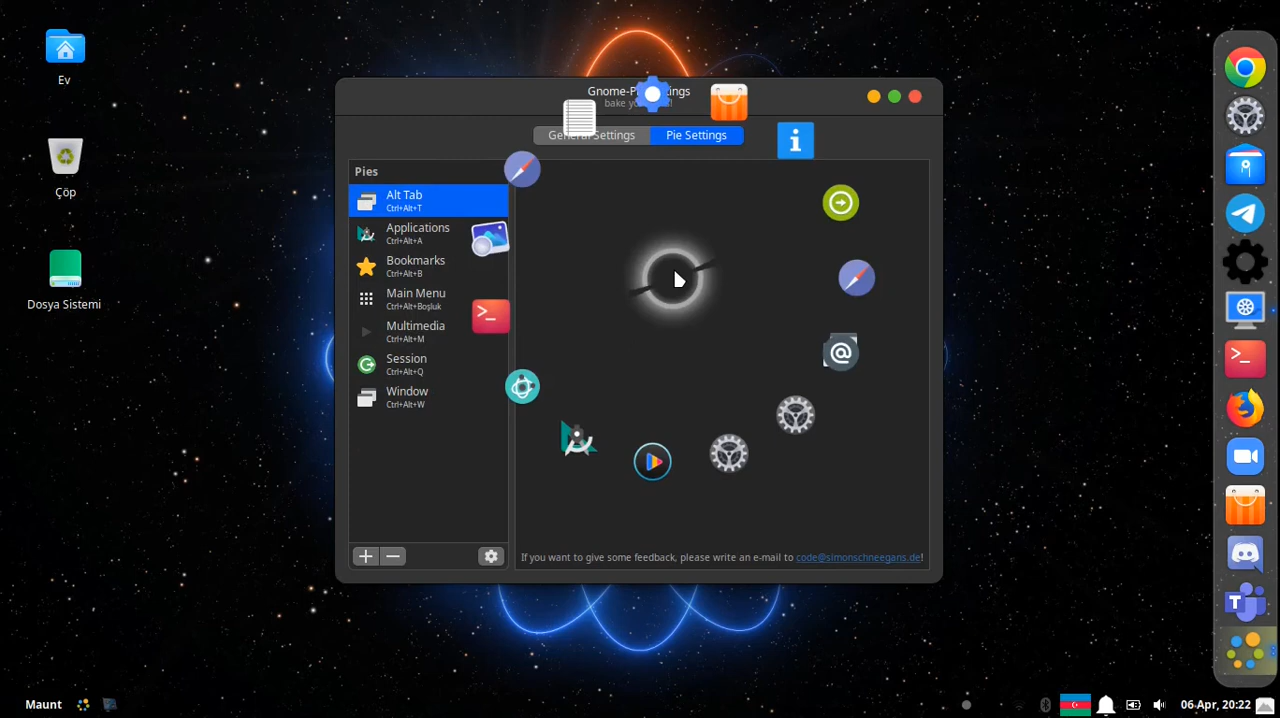 Ev
Çöp
Dosya Sistemi
bake yo
General Settings
Pie Settings
Pies
Alt Tab
Ctrl+Alt+T
Applications
Ctrl+Alt+A
Bookmarks
Ctrl+Alt+B
Main Menu
Ctrl+Alt+Boşluk
Multimedia
Ctrl+Alt+M
Session
Ctrl+Alt+Q
Window
Ctrl+Alt+W
If you want to give some feedback, please write an e-mail to code@simonschneegans.de!
Maunt
06 Apr, 20:22